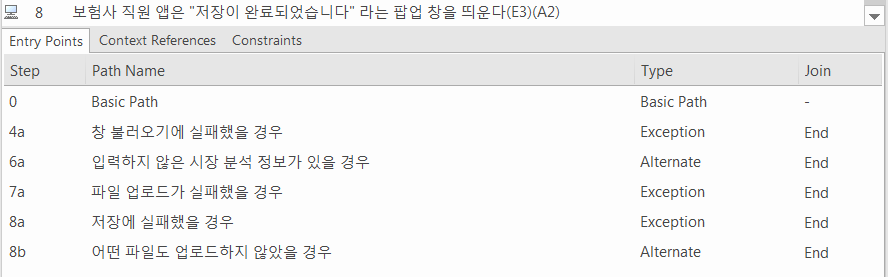 8 보험사 직원 앱은 "저장이 완료되었습니다" 라는 팝업 창을 띄운다(E3)(A2)
Entry Points Context References Constraints
Step Path Name Type Join
0 Basic Path Basic Path -
4a 창 불러오기에 실패했을 경우 Exception End
6a 입력하지 않은 시장 분석 정보가 있을 경우 Alternate End
7a 파일 업로드가 실패했을 경우 Exception End
8a 저장에 실패했을 경우 Exception End
8b 어떤 파일도 업로드하지 않았을 경우 Alternate End